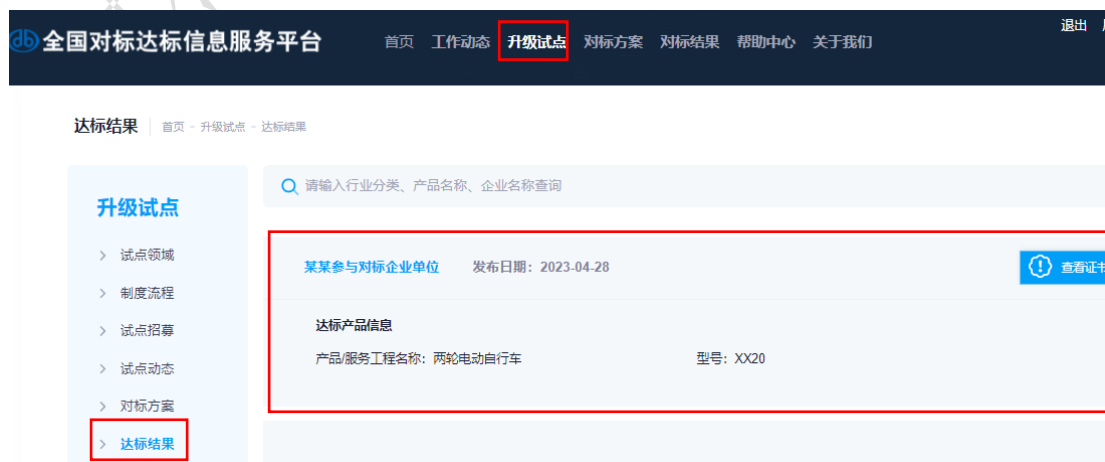 db 全国对标达标信息服务平台 首页 工作动态 升级试点 对标方案 对标结果 帮助中心 关于我们 退出
达标结果 首页 - 升级试点 - 达标结果
请输入行业分类、产品名称、企业名称查询
升级试点
> 试点领域
> 制度流程
> 试点招募
> 试点动态
> 对标方案
> 达标结果
某某参与对标企业单位 发布日期：2023-04-28 查看证书
达标产品信息
产品/服务工程名称：两轮电动自行车 型号：XX20